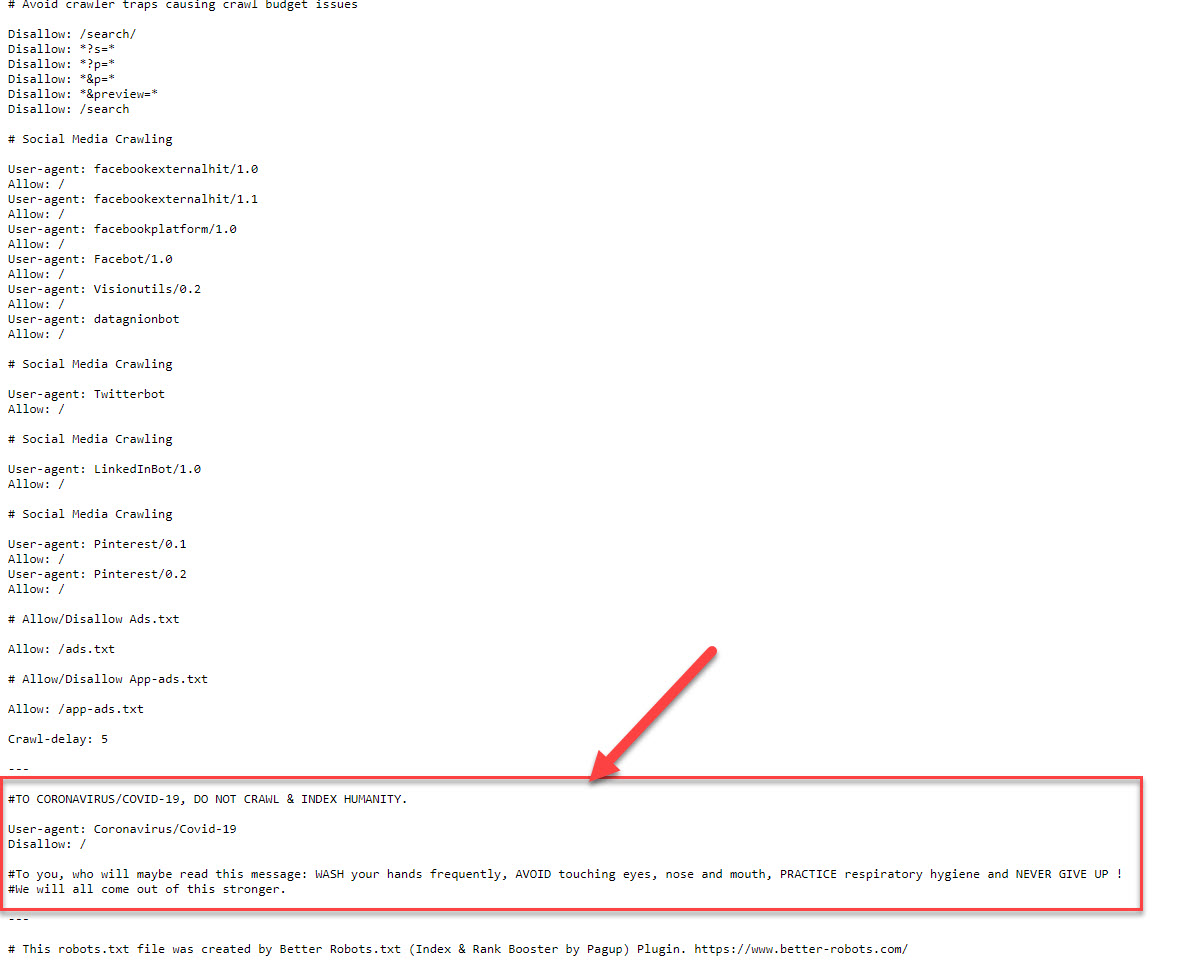 # Avoid crawler traps causing crawl budget issues
Disallow: /search/
Disallow: *?s=*
Disallow: *?p=*
Disallow: *&p=*
Disallow: *&preview=*
Disallow: /search
# Social Media Crawling
User-agent: facebookexternalhit/1.0
Allow: /
User-agent: facebookexternalhit/1.1
Allow: /
User-agent: facebookplatform/1.0
Allow: /
User-agent: Facebot/1.0
Allow: /
User-agent: Visionutils/0.2
Allow: /
User-agent: datagnionbot
Allow: /
# Social Media Crawling
User-agent: Twitterbot
Allow: /
# Social Media Crawling
User-agent: LinkedInBot/1.0
Allow: /
# Social Media Crawling
User-agent: Pinterest/0.1
Allow: /
User-agent: Pinterest/0.2
Allow: /
# Allow/Disallow Ads.txt
Allow: /ads.txt
# Allow/Disallow App-ads.txt
Allow: /app-ads.txt
Crawl-delay: 5
---
#TO CORONAVIRUS/COVID-19, DO NOT CRAWL & INDEX HUMANITY.
User-agent: Coronavirus/Covid-19
Disallow: /
#To you, who will maybe read this message: WASH your hands frequently, AVOID touching eyes, nose and mouth, PRACTICE respiratory hygiene and NEVER GIVE UP !
#We will all come out of this stronger.
---
# This robots.txt file was created by Better Robots.txt (Index & Rank Booster by Pagup) Plugin. https://www.better-robots.com/